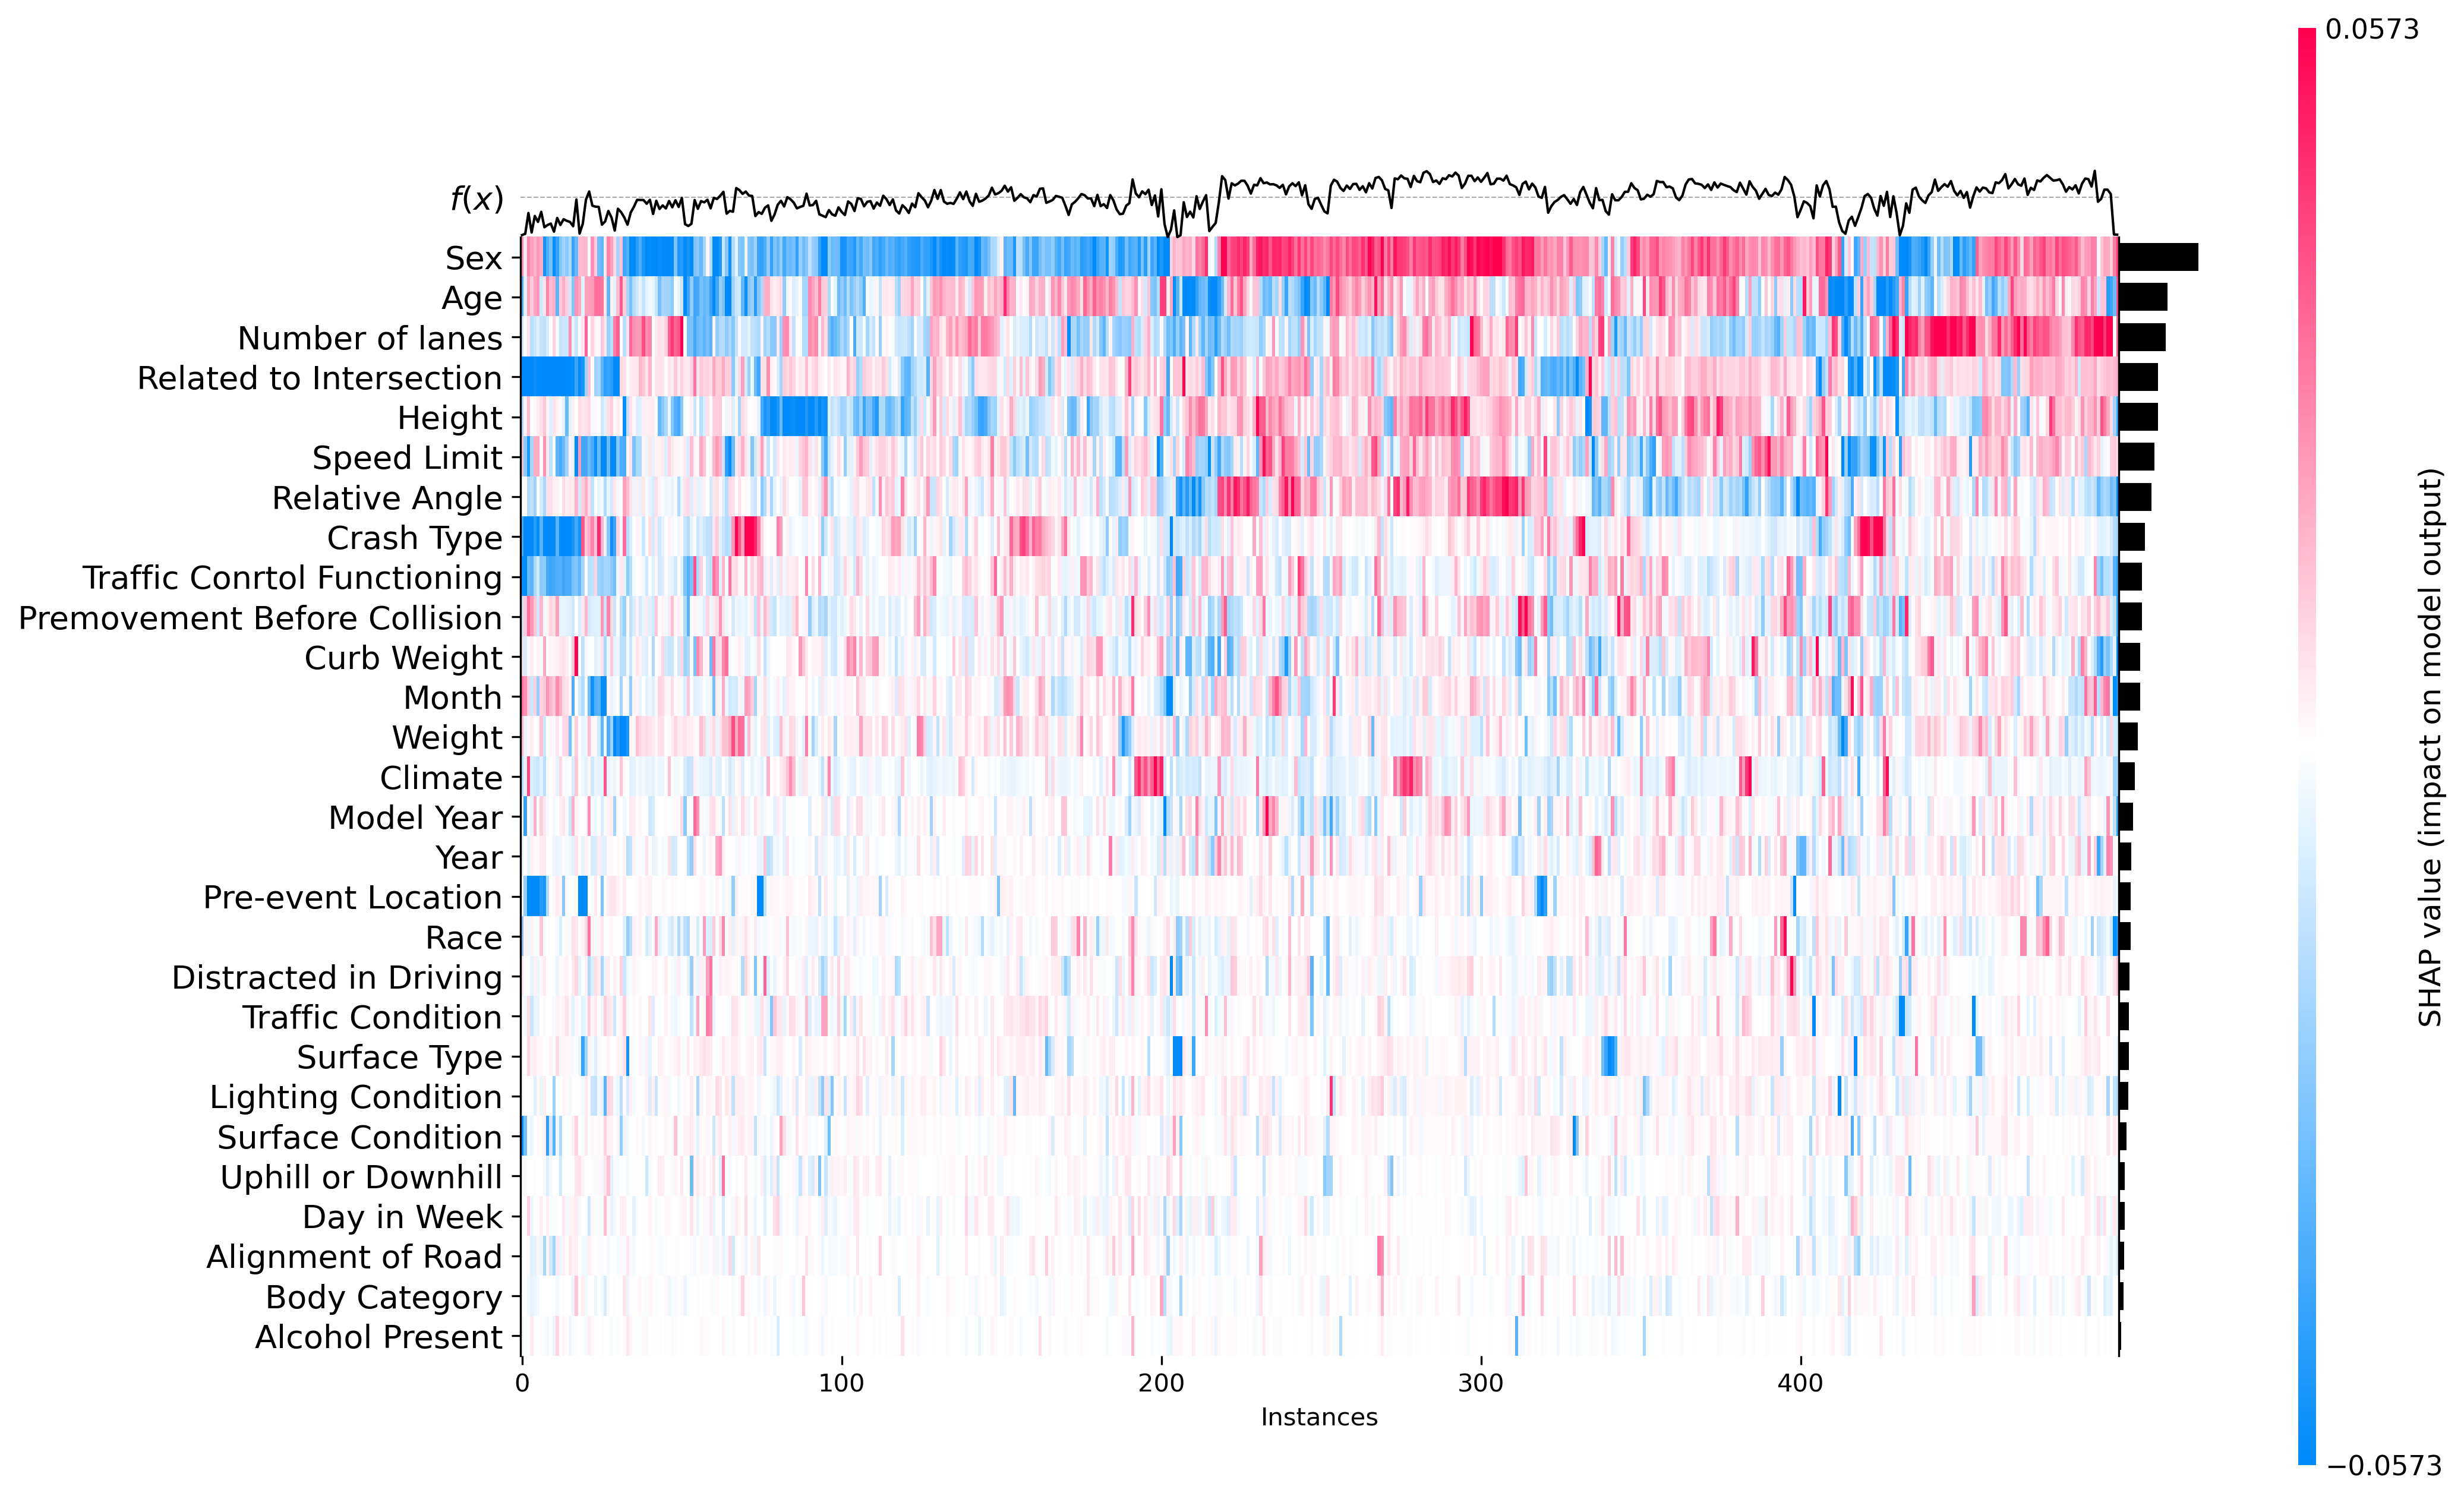 0.0573
f(x)
Sex
Age
Number of lanes
Related to Intersection
Height
Speed Limit
Relative Angle
Crash Type
Traffic Conrtol Functioning
Premovement Before Collision
Curb Weight
Month
Weight
Climate
Model Year
Year
Pre-event Location
Race
Distracted in Driving
Traffic Condition
Surface Type
Lighting Condition
Surface Condition
Uphill or Downhill
Day in Week
Alignment of Road
Body Category
Alcohol Present
0 100 200 300 400
Instances
SHAP value (impact on model output)
−0.0573